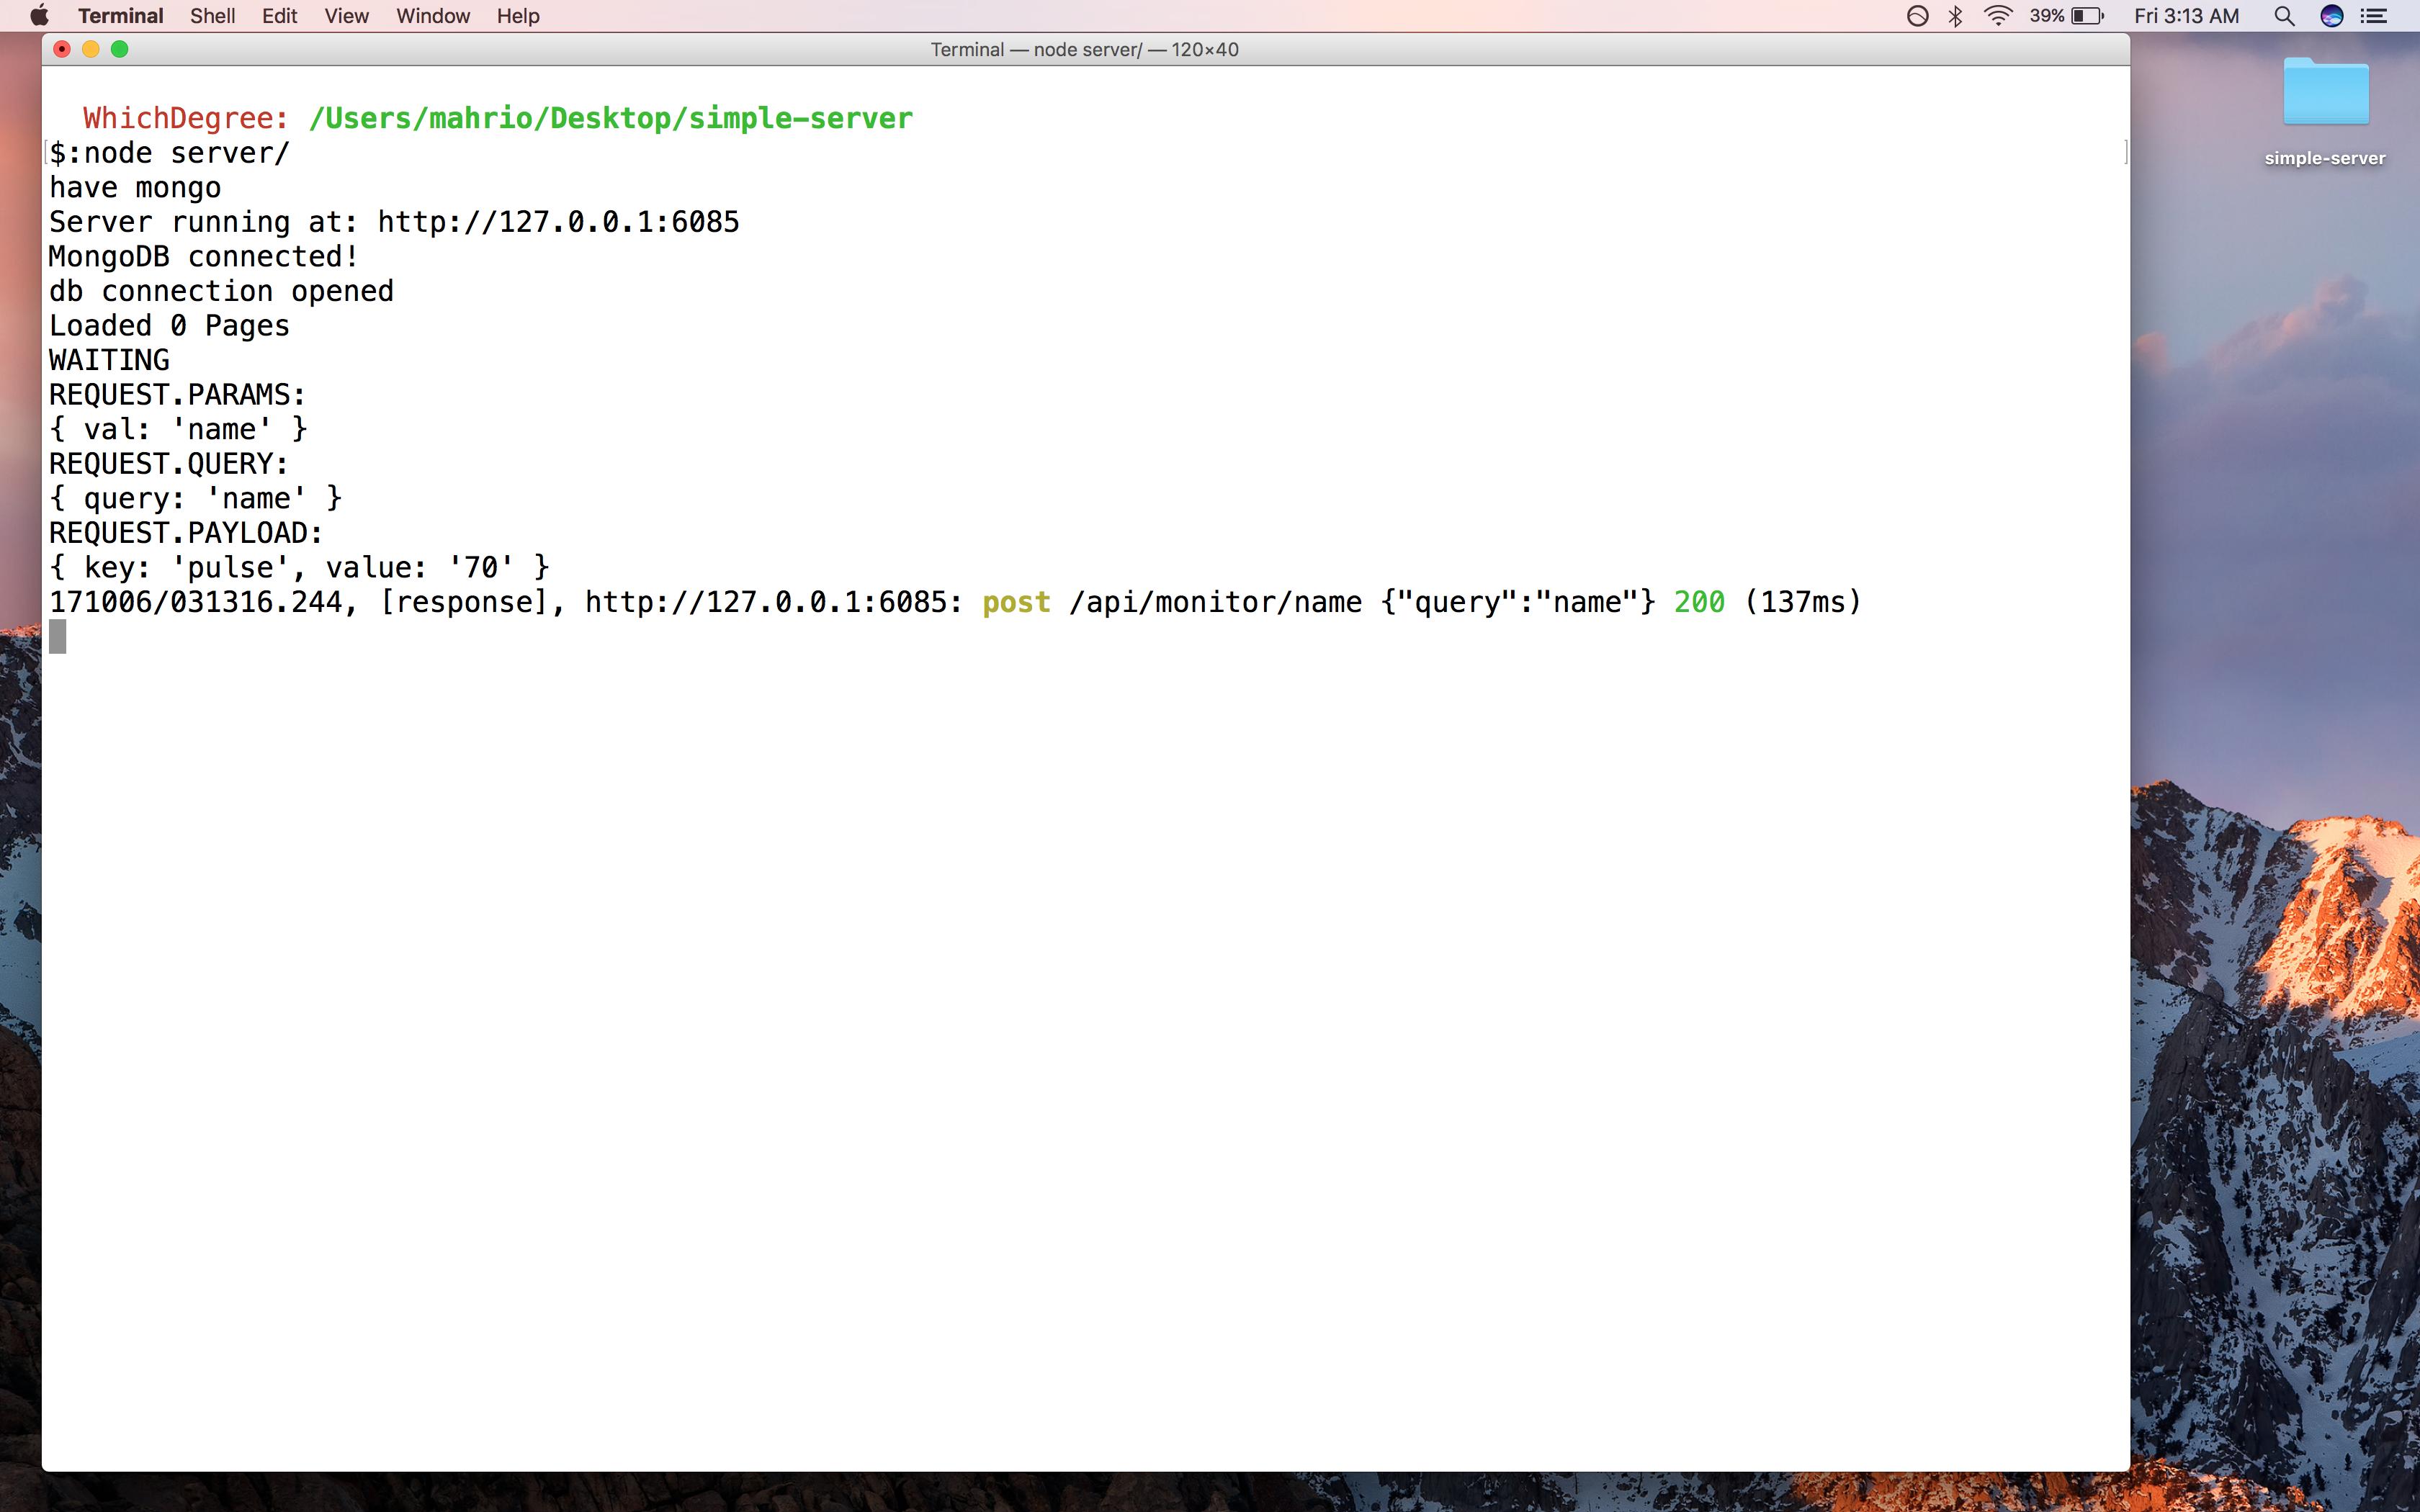 Terminal Shell Edit View Window Help 39% Fri 3:13 AM
Terminal — node server/ — 120×40
WhichDegree: /Users/mahrio/Desktop/simple-server
[$:node server/ ]
have mongo
Server running at: http://127.0.0.1:6085
MongoDB connected!
db connection opened
Loaded 0 Pages
WAITING
REQUEST.PARAMS:
{ val: 'name' }
REQUEST.QUERY:
{ query: 'name' }
REQUEST.PAYLOAD:
{ key: 'pulse', value: '70' }
171006/031316.244, [response], http://127.0.0.1:6085: post /api/monitor/name {"query":"name"} 200 (137ms)
simple-server